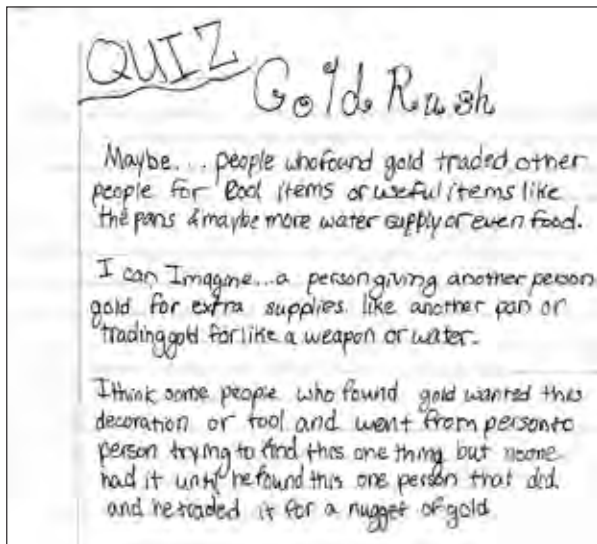 QUIZ
Gold Rush
Maybe... people who found gold traded other
people for cool items or useful items like
the pans & maybe more water supply or even food.
I can Imagine... a person giving another person
gold for extra supplies like another pan or
trading gold for like a weapon or water.
I think some people who found gold wanted this
decoration or tool and went from person to
person trying to find this one thing but noone
had it until he found this one person that did.
and he traded it for a nugget of gold